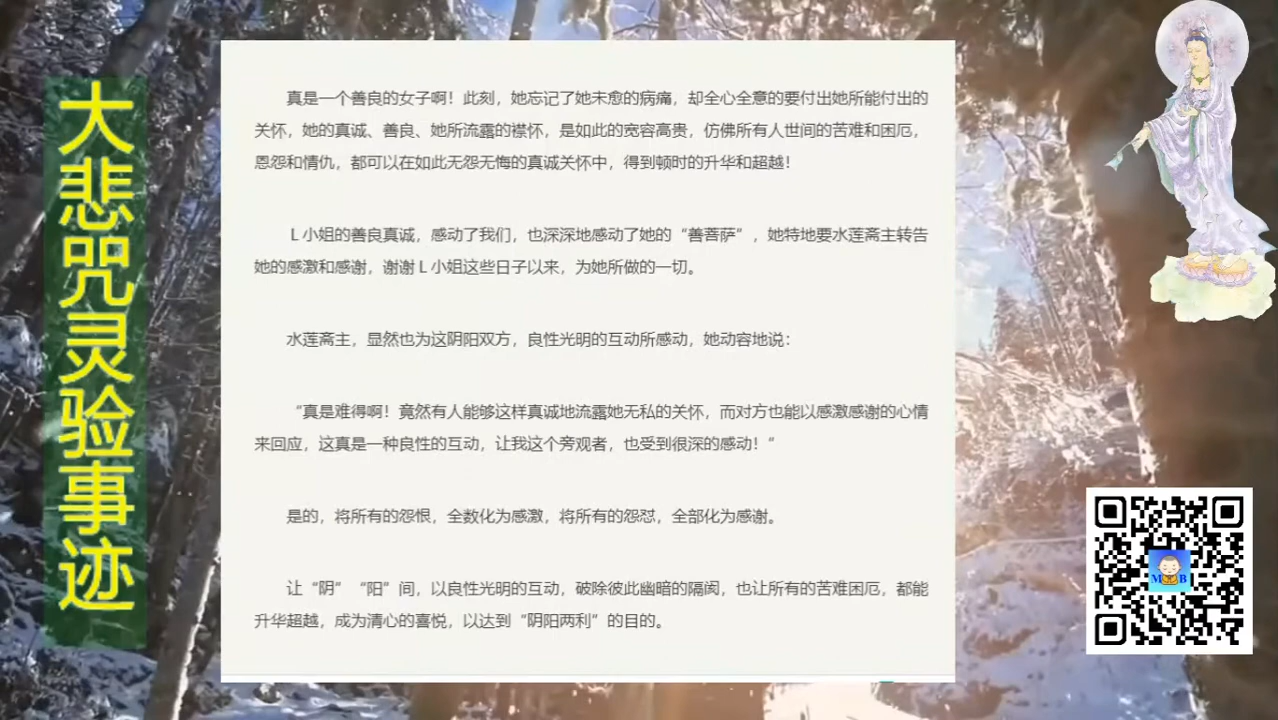 大悲咒灵验事迹
真是一个善良的女子啊！此刻，她忘记了她未愈的病痛，却全心全意的要付出她所能付出的
关怀，她的真诚、善良、她所流露的襟怀，是如此的宽容高贵，仿佛所有人世间的苦难和困厄，
恩怨和情仇，都可以在如此无怨无悔的真诚关怀中，得到顿时的升华和超越！
L 小姐的善良真诚，感动了我们，也深深地感动了她的“善菩萨”，她特地要水莲斋主转告
她的感激和感谢，谢谢 L 小姐这些日子以来，为她所做的一切。
水莲斋主，显然也为这阴阳双方，良性光明的互动所感动，她动容地说：
“真是难得啊！竟然有人能够这样真诚地流露她无私的关怀，而对方也能以感激感谢的心情
来回应，这真是一种良性的互动，让我这个旁观者，也受到很深的感动！”
是的，将所有的怨恨，全数化为感激，将所有的怨怼，全部化为感谢。
让“阴”“阳”间，以良性光明的互动，破除彼此幽暗的隔阂，也让所有的苦难困厄，都能
升华超越，成为清心的喜悦，以达到“阴阳两利”的目的。
M B